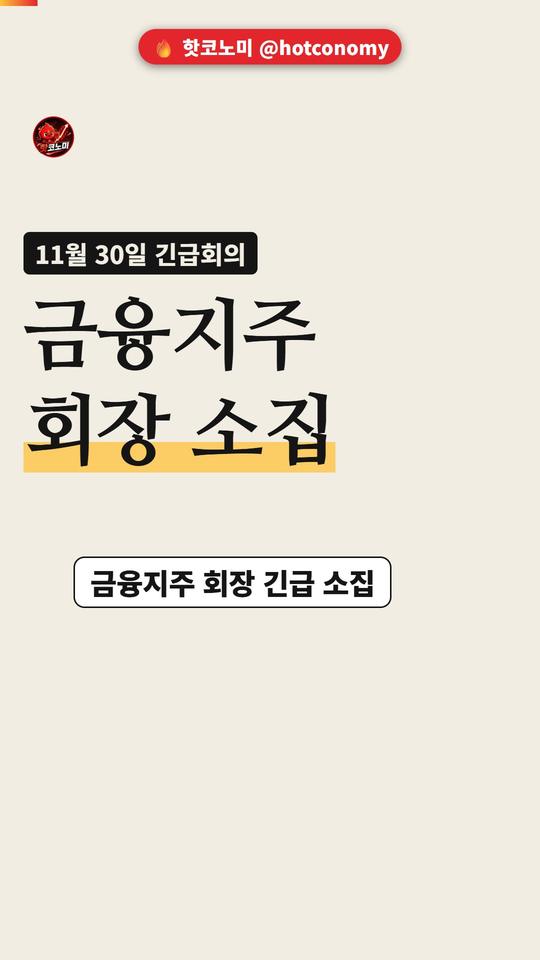 핫코노미 @hotconomy
핫코노미
11월 30일 긴급회의
금융지주
회장 소집
금융지주 회장 긴급 소집